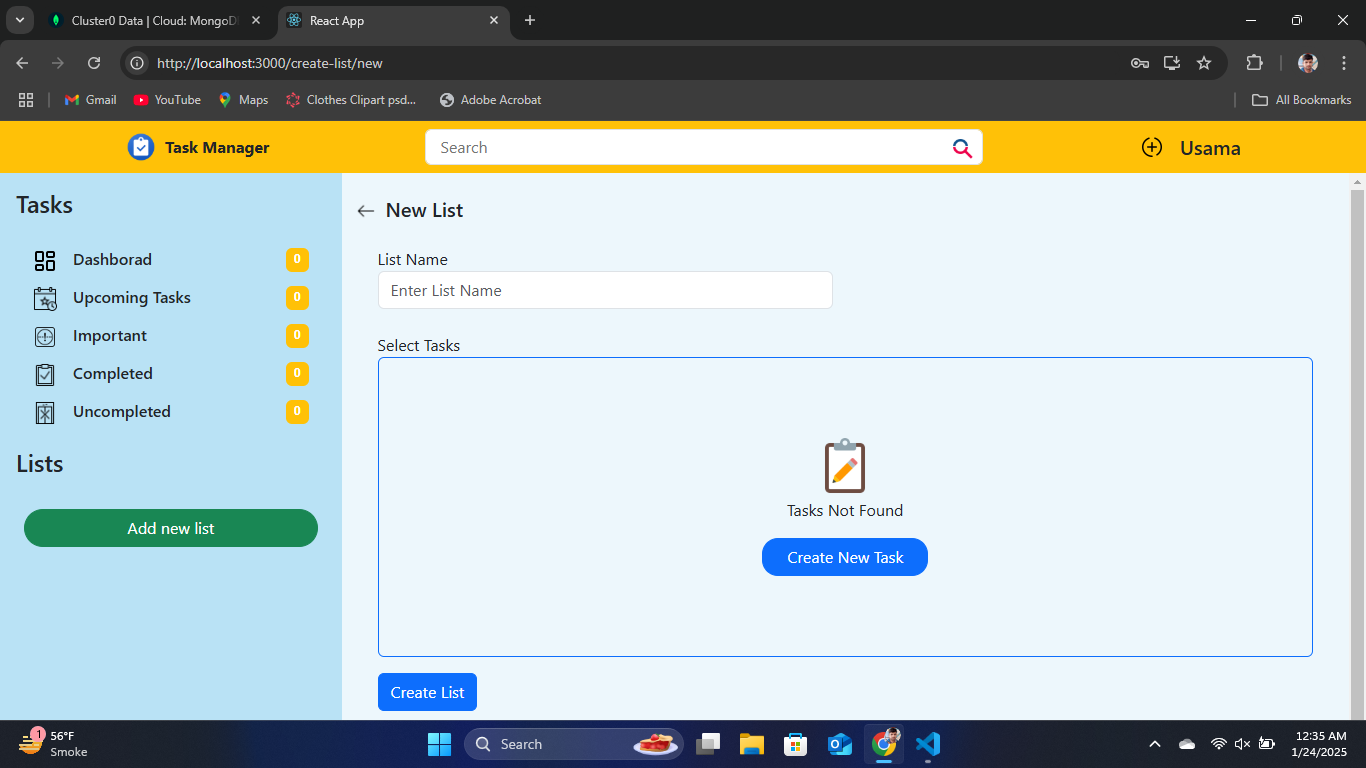 Cluster0 Data | Cloud: MongoD
React App
http://localhost:3000/create-list/new
Gmail
YouTube
Maps
Clothes Clipart psd...
Adobe Acrobat
All Bookmarks
Task Manager
Search
Usama
Tasks
Dashborad 0
Upcoming Tasks 0
Important 0
Completed 0
Uncompleted 0
Lists
Add new list
New List
List Name
Enter List Name
Select Tasks
Tasks Not Found
Create New Task
Create List
1
56°F
Smoke
Search
12:35 AM
1/24/2025